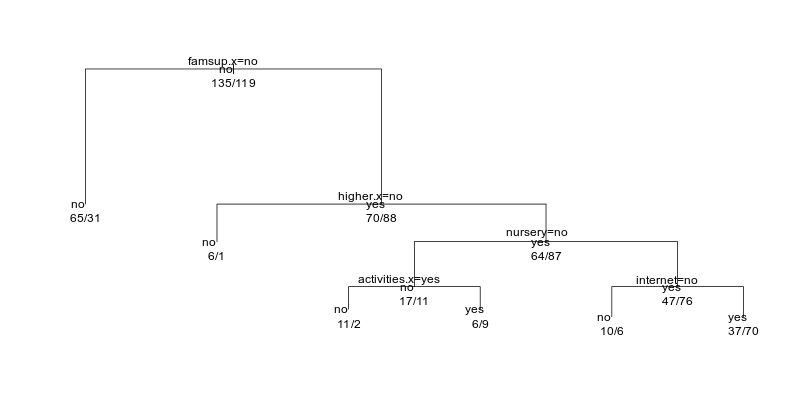 famsup.x=no
no
135/119
no
65/31
higher.x=no
yes
70/88
no
6/1
nursery=no
yes
64/87
activities.x=yes
no
17/11
no
11/2
yes
6/9
internet=no
yes
47/76
no
10/6
yes
37/70